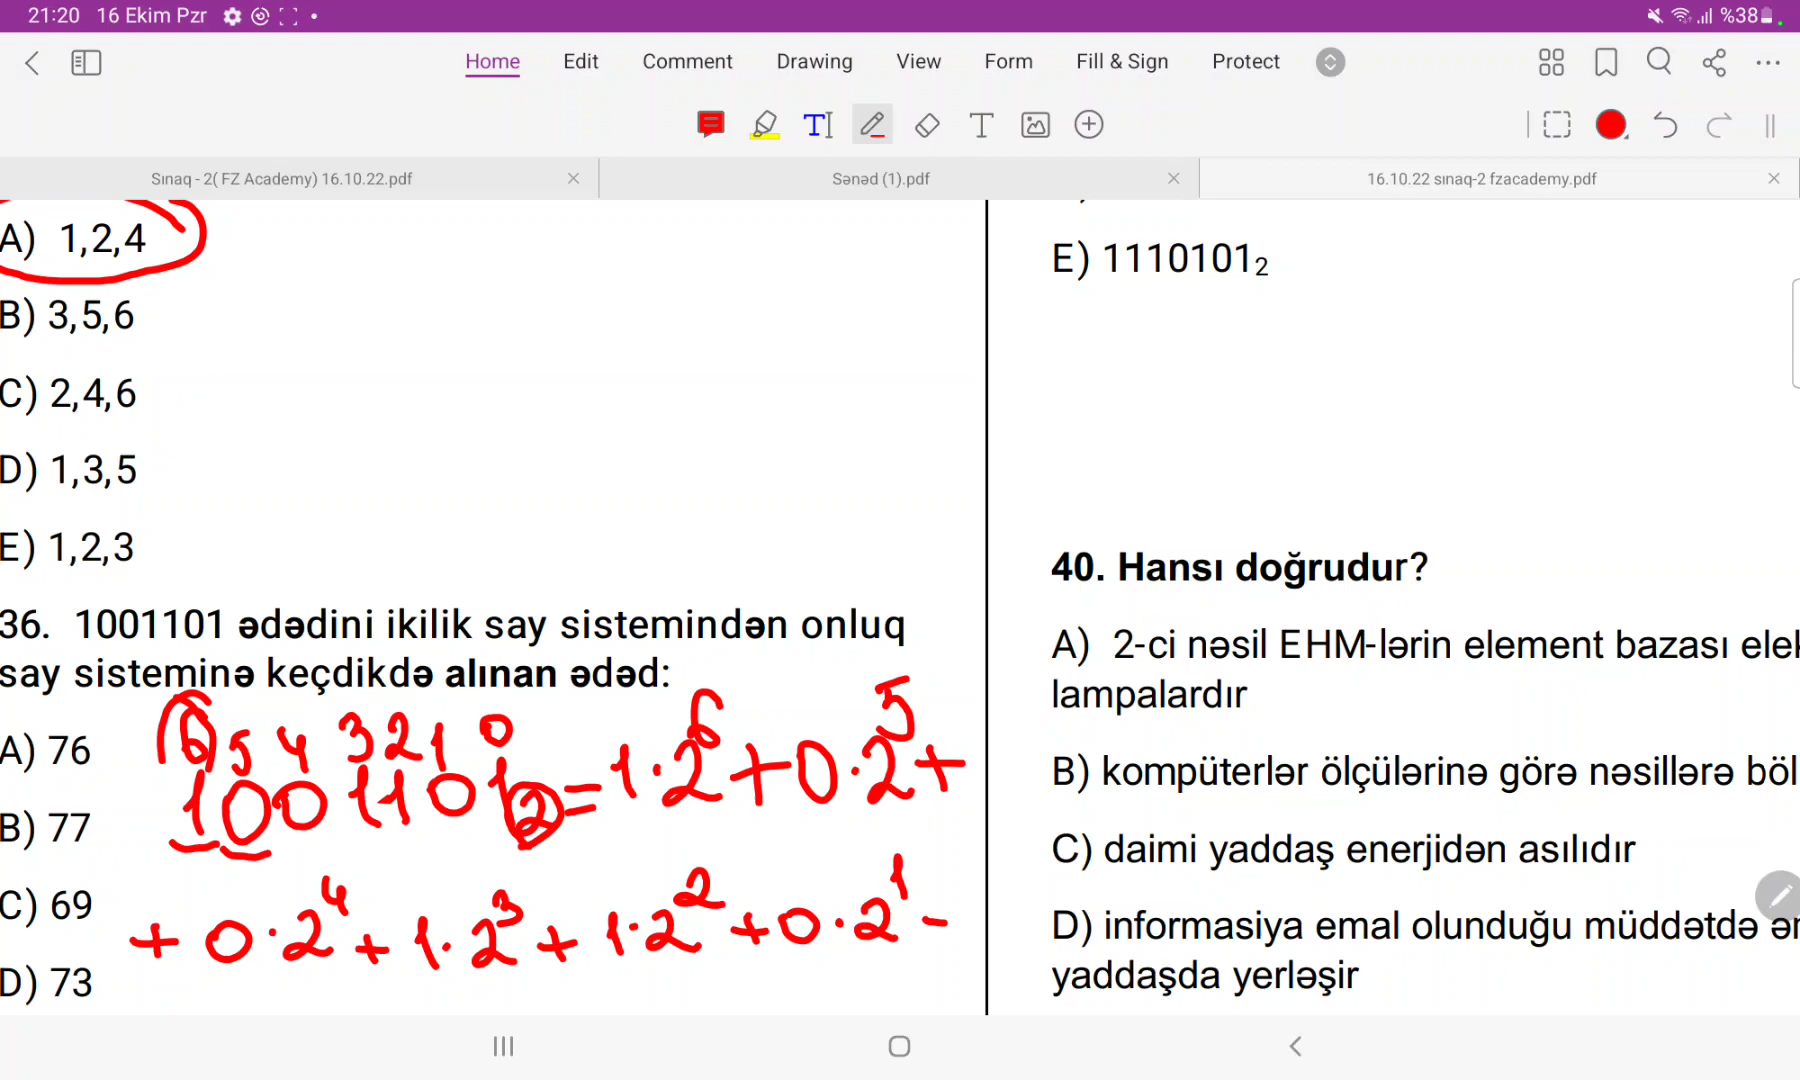 21:20 16 Ekim Pzr %38
Home Edit Comment Drawing View Form Fill & Sign Protect
Sınaq - 2( FZ Academy) 16.10.22.pdf
Sənəd (1).pdf
16.10.22 sınaq-2 fzacademy.pdf
A) 1,2,4
B) 3,5,6
C) 2,4,6
D) 1,3,5
E) 1,2,3
36. 1001101 ədədini ikilik say sistemindən onluq
say sisteminə keçdikdə alınan ədəd:
A) 76
B) 77
C) 69
D) 73
6 5 4 3 2 1 0
1001101₂ = 1·2⁶ + 0·2⁵ +
+ 0·2⁴ + 1·2³ + 1·2² + 0·2¹ -
E) 1110101₂
40. Hansı doğrudur?
A) 2-ci nəsil EHM-lərin element bazası elek
lampalardır
B) kompüterlər ölçülərinə görə nəsillərə böl
C) daimi yaddaş enerjidən asılıdır
D) informasiya emal olunduğu müddətdə ər
yaddaşda yerləşir